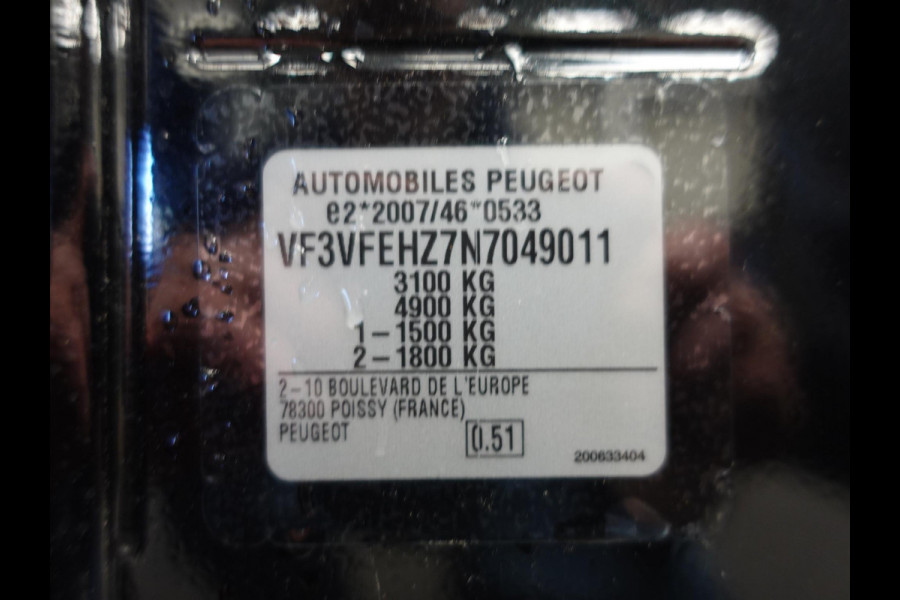 AUTOMOBILES PEUGEOT
e2*2007/46*0533
VF3VFEHZ7N7049011
3100 KG
4900 KG
1-1500 KG
2-1800 KG
2-10 BOULEVARD DE L'EUROPE
78300 POISSY (FRANCE)
PEUGEOT
0.51
200633404